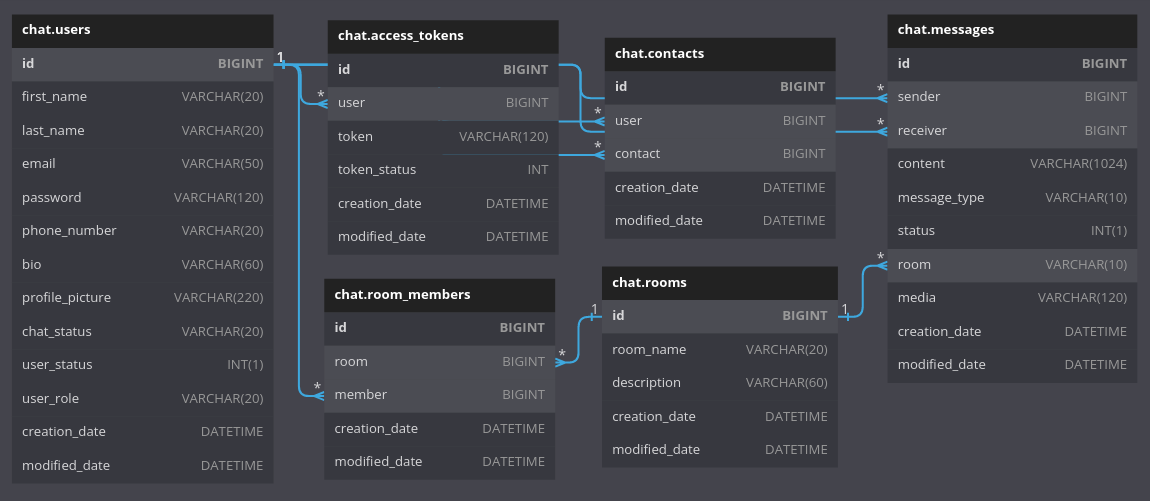 chat.users
id BIGINT
first_name VARCHAR(20)
last_name VARCHAR(20)
email VARCHAR(50)
password VARCHAR(120)
phone_number VARCHAR(20)
bio VARCHAR(60)
profile_picture VARCHAR(220)
chat_status VARCHAR(20)
user_status INT(1)
user_role VARCHAR(20)
creation_date DATETIME
modified_date DATETIME
1
chat.access_tokens
id BIGINT
* user BIGINT
token VARCHAR(120)
token_status INT
creation_date DATETIME
modified_date DATETIME
chat.room_members
id BIGINT
room BIGINT *
* member BIGINT
creation_date DATETIME
modified_date DATETIME
chat.contacts
id BIGINT
* user BIGINT
* contact BIGINT
creation_date DATETIME
modified_date DATETIME
chat.rooms
1 id BIGINT 1
room_name VARCHAR(20)
description VARCHAR(60)
creation_date DATETIME
modified_date DATETIME
chat.messages
id BIGINT
* sender BIGINT
* receiver BIGINT
content VARCHAR(1024)
message_type VARCHAR(10)
status INT(1)
* room VARCHAR(10)
media VARCHAR(120)
creation_date DATETIME
modified_date DATETIME